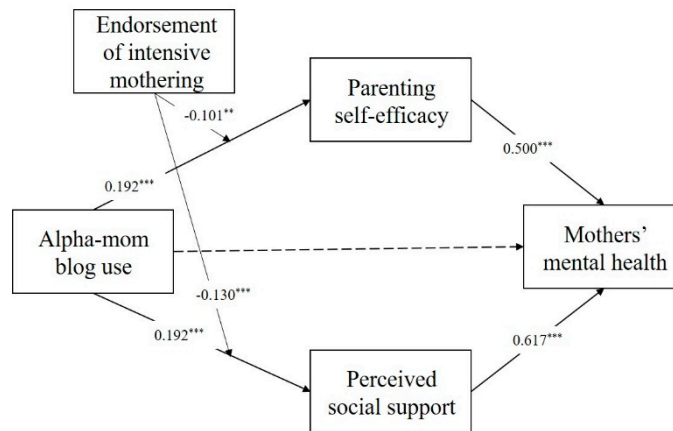 Endorsement
of intensive
mothering
Parenting
self-efficacy
-0.101**
0.500***
0.192***
Alpha-mom
blog use
Mothers’
mental health
-0.130***
0.192***
0.617***
Perceived
social support